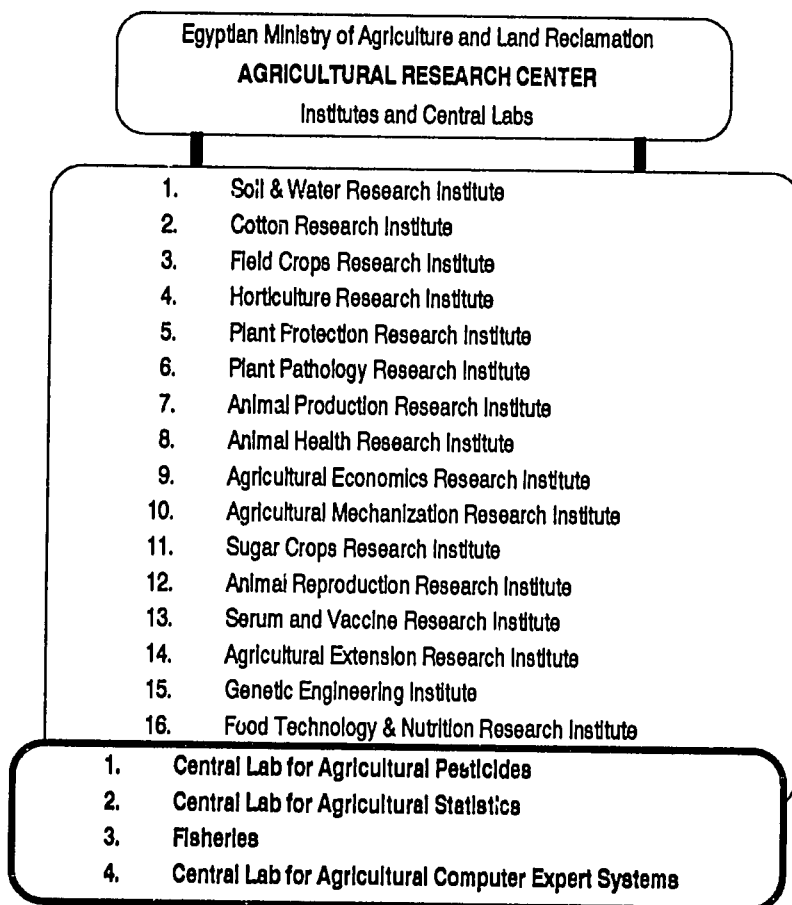 Egyptian Ministry of Agriculture and Land Reclamation
AGRICULTURAL RESEARCH CENTER
Institutes and Central Labs
1. Soil & Water Research Institute
2. Cotton Research Institute
3. Field Crops Research Institute
4. Horticulture Research Institute
5. Plant Protection Research Institute
6. Plant Pathology Research Institute
7. Animal Production Research Institute
8. Animal Health Research Institute
9. Agricultural Economics Research Institute
10. Agricultural Mechanization Research Institute
11. Sugar Crops Research Institute
12. Animal Reproduction Research Institute
13. Serum and Vaccine Research Institute
14. Agricultural Extension Research Institute
15. Genetic Engineering Institute
16. Food Technology & Nutrition Research Institute
1. Central Lab for Agricultural Pesticides
2. Central Lab for Agricultural Statistics
3. Fisheries
4. Central Lab for Agricultural Computer Expert Systems